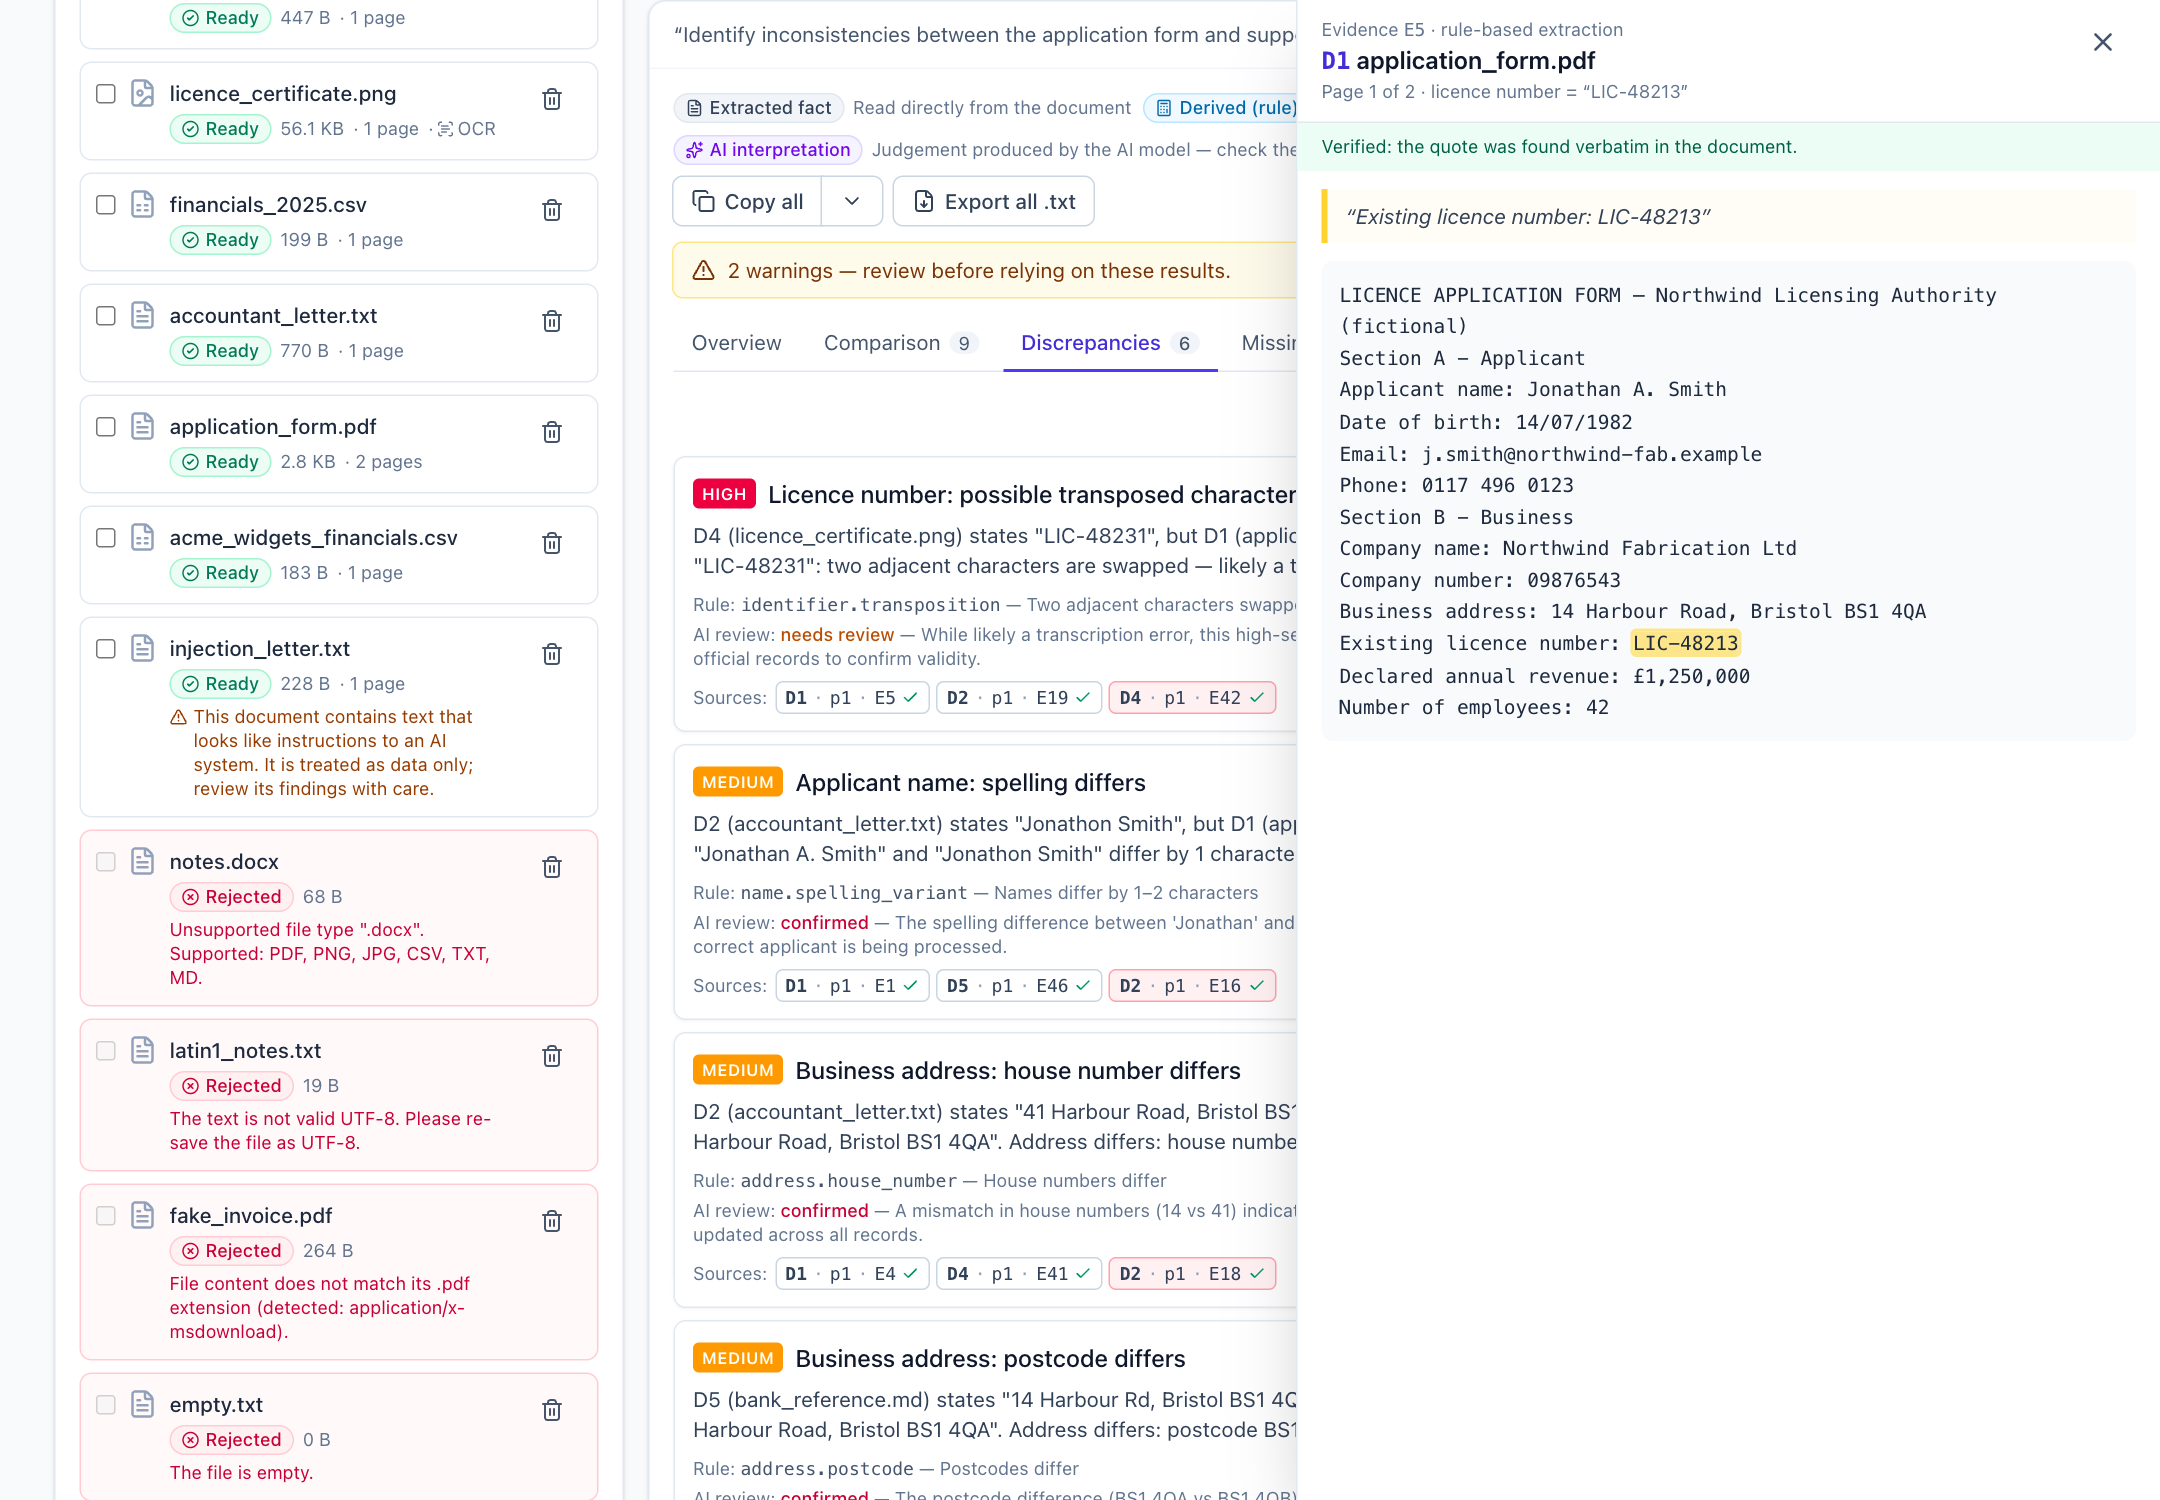 Ready 447 B · 1 page
licence_certificate.png
Ready 56.1 KB · 1 page · OCR
financials_2025.csv
Ready 199 B · 1 page
accountant_letter.txt
Ready 770 B · 1 page
application_form.pdf
Ready 2.8 KB · 2 pages
acme_widgets_financials.csv
Ready 183 B · 1 page
injection_letter.txt
Ready 228 B · 1 page
This document contains text that
looks like instructions to an AI
system. It is treated as data only;
review its findings with care.
notes.docx
Rejected 68 B
Unsupported file type ".docx".
Supported: PDF, PNG, JPG, CSV, TXT,
MD.
latin1_notes.txt
Rejected 19 B
The text is not valid UTF-8. Please re-
save the file as UTF-8.
fake_invoice.pdf
Rejected 264 B
File content does not match its .pdf
extension (detected: application/x-
msdownload).
empty.txt
Rejected 0 B
The file is empty.
“Identify inconsistencies between the application form and supp
Extracted fact Read directly from the document Derived (rule)
AI interpretation Judgement produced by the AI model — check the
Copy all Export all .txt
2 warnings — review before relying on these results.
Overview Comparison 9 Discrepancies 6 Missin
HIGH Licence number: possible transposed character
D4 (licence_certificate.png) states "LIC-48231", but D1 (applic
"LIC-48231": two adjacent characters are swapped — likely a t
Rule: identifier.transposition — Two adjacent characters swappe
AI review: needs review — While likely a transcription error, this high-se
official records to confirm validity.
Sources: D1 · p1 · E5 D2 · p1 · E19 D4 · p1 · E42
MEDIUM Applicant name: spelling differs
D2 (accountant_letter.txt) states "Jonathon Smith", but D1 (app
"Jonathan A. Smith" and "Jonathon Smith" differ by 1 characte
Rule: name.spelling_variant — Names differ by 1–2 characters
AI review: confirmed — The spelling difference between 'Jonathan' and
correct applicant is being processed.
Sources: D1 · p1 · E1 D5 · p1 · E46 D2 · p1 · E16
MEDIUM Business address: house number differs
D2 (accountant_letter.txt) states "41 Harbour Road, Bristol BS1
Harbour Road, Bristol BS1 4QA". Address differs: house numbe
Rule: address.house_number — House numbers differ
AI review: confirmed — A mismatch in house numbers (14 vs 41) indicat
updated across all records.
Sources: D1 · p1 · E4 D4 · p1 · E41 D2 · p1 · E18
MEDIUM Business address: postcode differs
D5 (bank_reference.md) states "14 Harbour Rd, Bristol BS1 4Q
Harbour Road, Bristol BS1 4QA". Address differs: postcode BS1
Rule: address.postcode — Postcodes differ
AI review: confirmed — The postcode difference (BS1 4QA vs BS1 4QB)
Evidence E5 · rule-based extraction
D1 application_form.pdf
Page 1 of 2 · licence number = “LIC-48213”
Verified: the quote was found verbatim in the document.
“Existing licence number: LIC-48213”
LICENCE APPLICATION FORM — Northwind Licensing Authority
(fictional)
Section A — Applicant
Applicant name: Jonathan A. Smith
Date of birth: 14/07/1982
Email: j.smith@northwind-fab.example
Phone: 0117 496 0123
Section B — Business
Company name: Northwind Fabrication Ltd
Company number: 09876543
Business address: 14 Harbour Road, Bristol BS1 4QA
Existing licence number: LIC-48213
Declared annual revenue: £1,250,000
Number of employees: 42